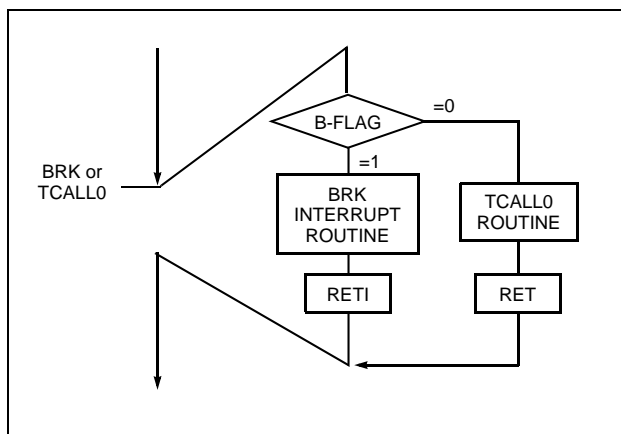 B-FLAG
=0
=1
BRK or
TCALL0
BRK
INTERRUPT
ROUTINE
TCALL0
ROUTINE
RETI
RET